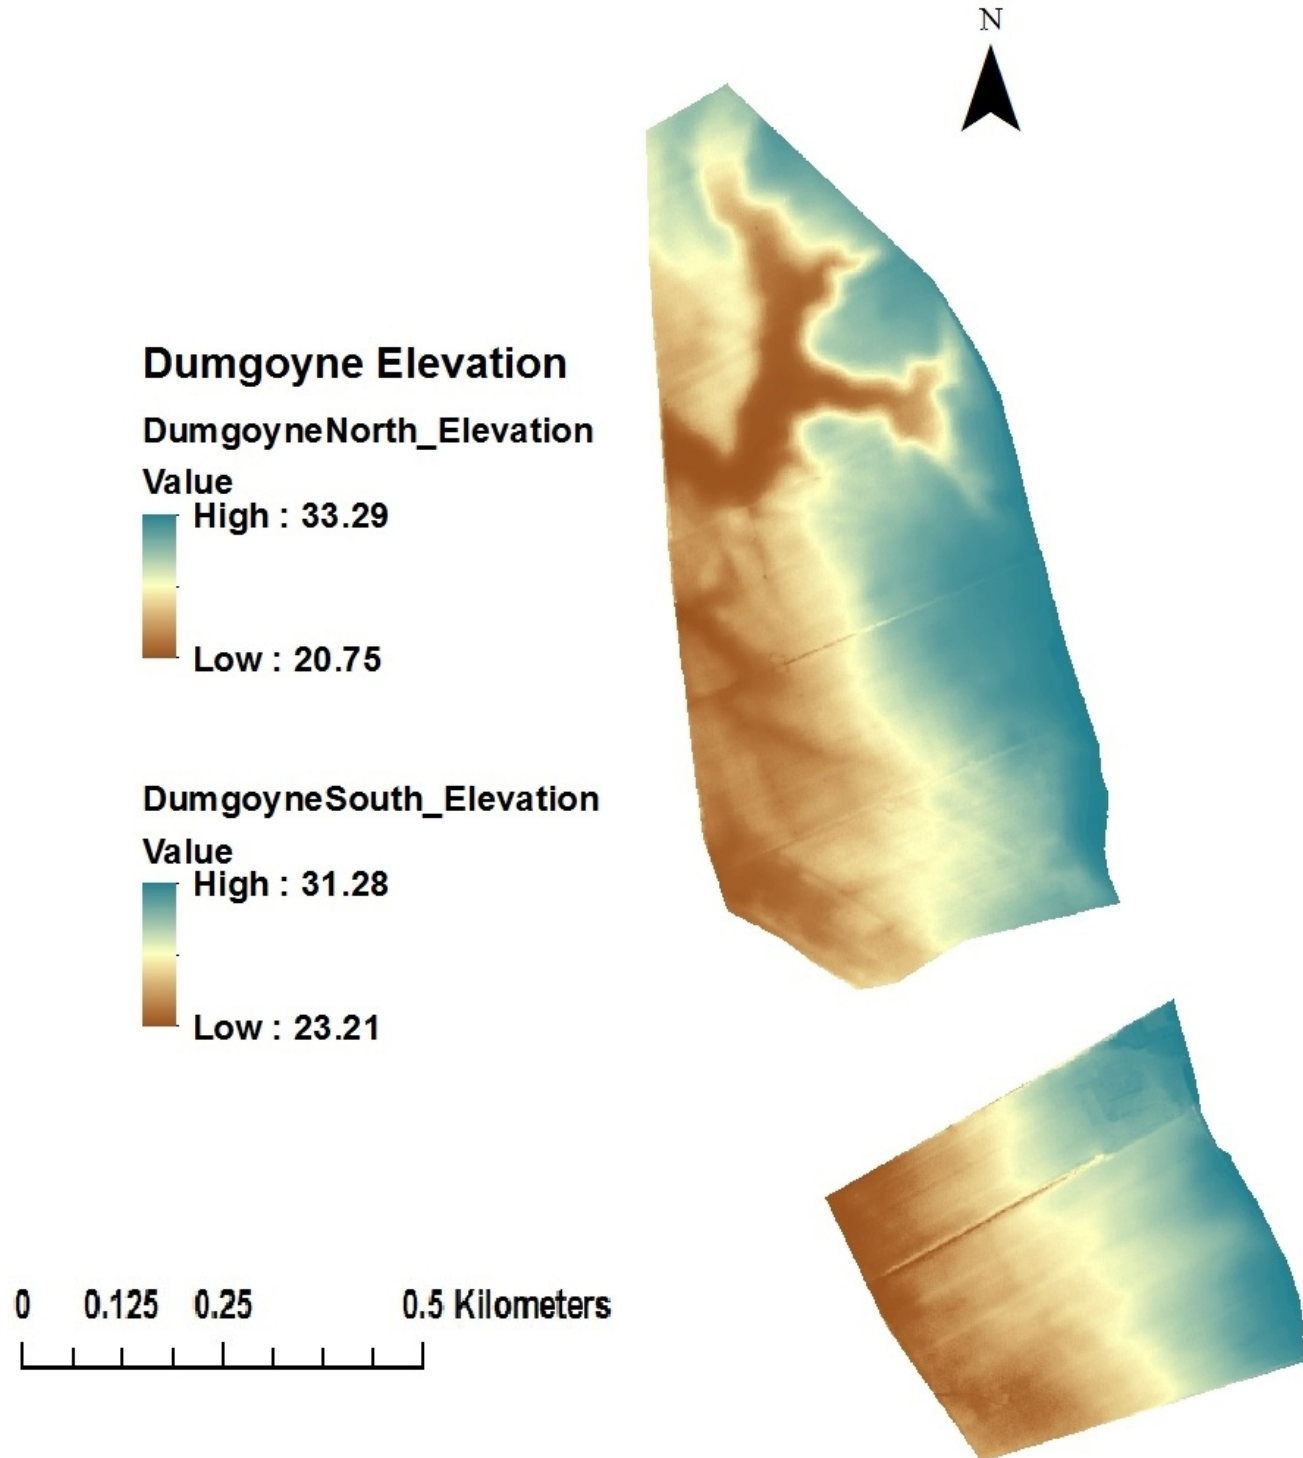 N
Dumgoyne Elevation
DumgoyneNorth_Elevation
Value
High : 33.29
Low : 20.75
DumgoyneSouth_Elevation
Value
High : 31.28
Low : 23.21
0 0.125 0.25 0.5 Kilometers